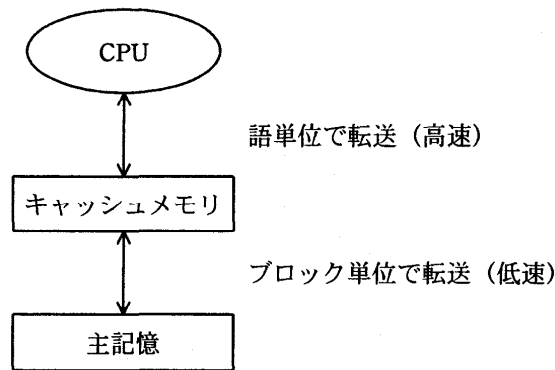 CPU
語単位で転送（高速）
キャッシュメモリ
ブロック単位で転送（低速）
主記憶